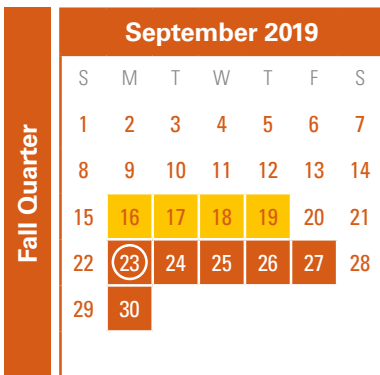 Fall Quarter
September 2019
S M T W T F S
1 2 3 4 5 6 7
8 9 10 11 12 13 14
15 16 17 18 19 20 21
22 23 24 25 26 27 28
29 30